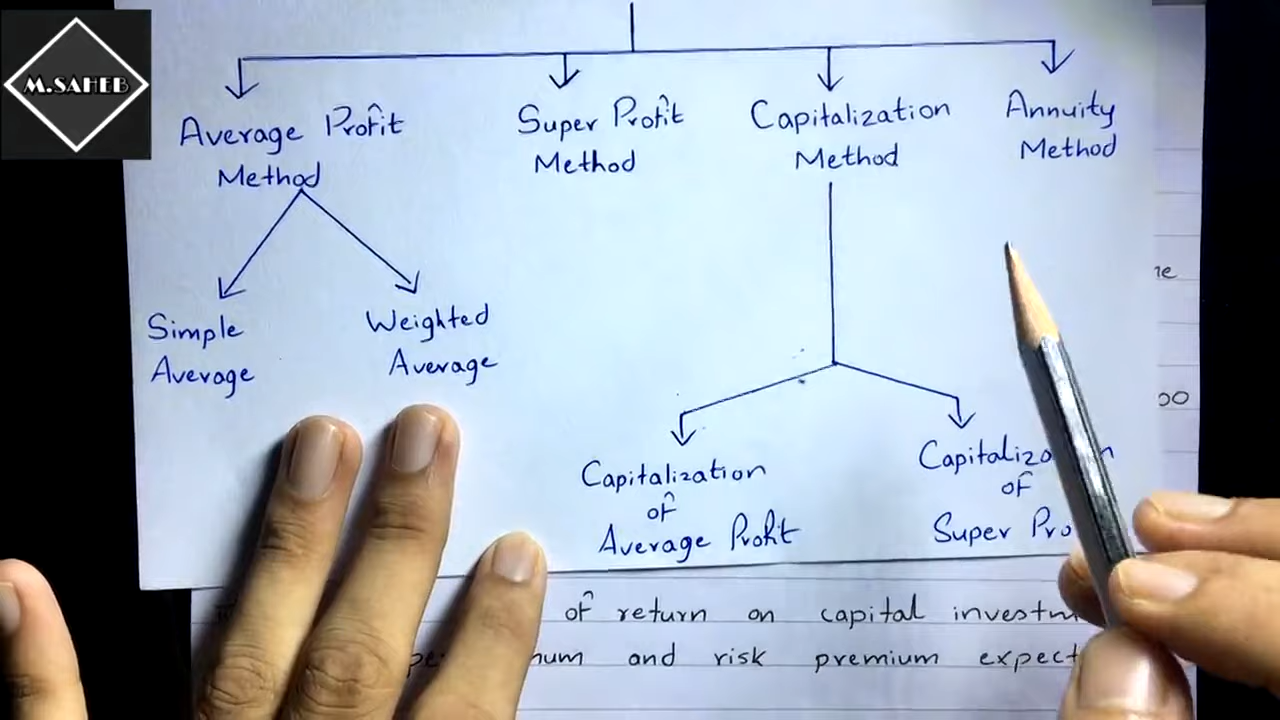 M.SAHEB
Average Profit
Method
Super Profit
Method
Capitalization
Method
Annuity
Method
Simple
Average
Weighted
Average
Capitalization
of
Average Profit
of
Super
of return on capital
and risk premium